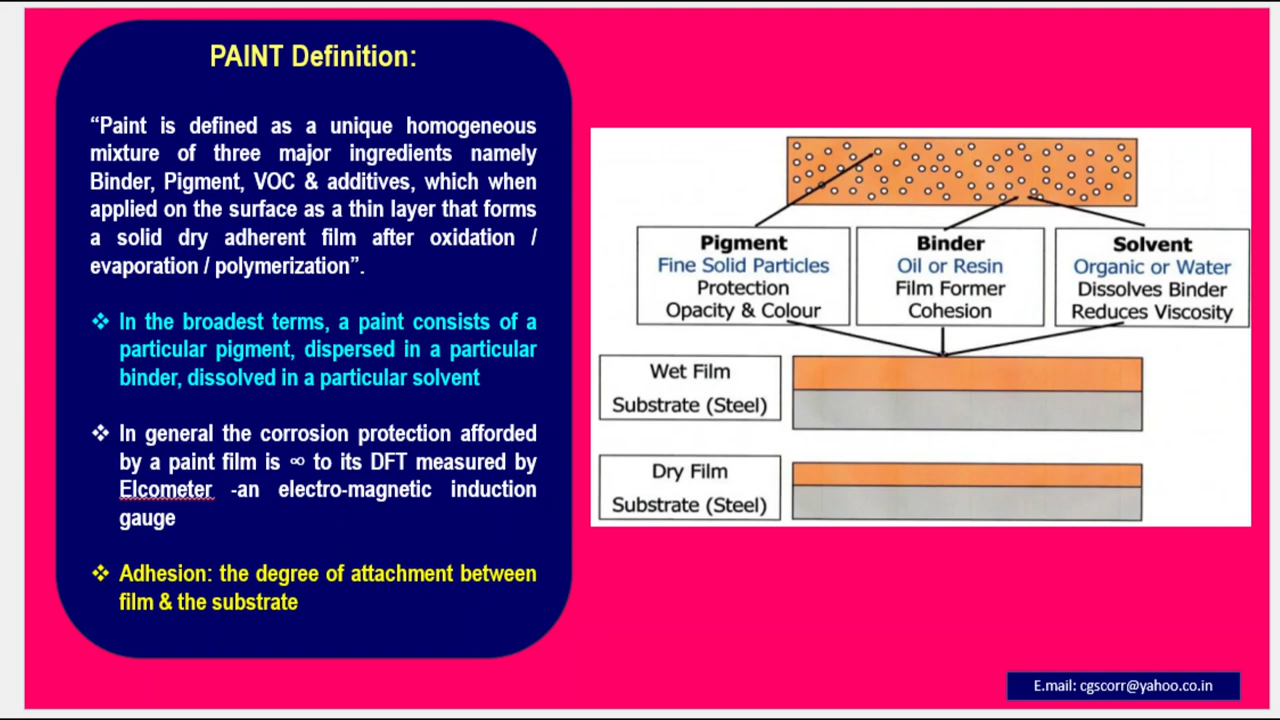 PAINT Definition:
“Paint is defined as a unique homogeneous
mixture of three major ingredients namely
Binder, Pigment, VOC & additives, which when
applied on the surface as a thin layer that forms
a solid dry adherent film after oxidation /
evaporation / polymerization”.
❖ In the broadest terms, a paint consists of a
particular pigment, dispersed in a particular
binder, dissolved in a particular solvent
❖ In general the corrosion protection afforded
by a paint film is ∞ to its DFT measured by
Elcometer -an electro-magnetic induction
gauge
❖ Adhesion: the degree of attachment between
film & the substrate
Pigment
Fine Solid Particles
Protection
Opacity & Colour
Binder
Oil or Resin
Film Former
Cohesion
Solvent
Organic or Water
Dissolves Binder
Reduces Viscosity
Wet Film
Substrate (Steel)
Dry Film
Substrate (Steel)
E.mail: cgscorr@yahoo.co.in